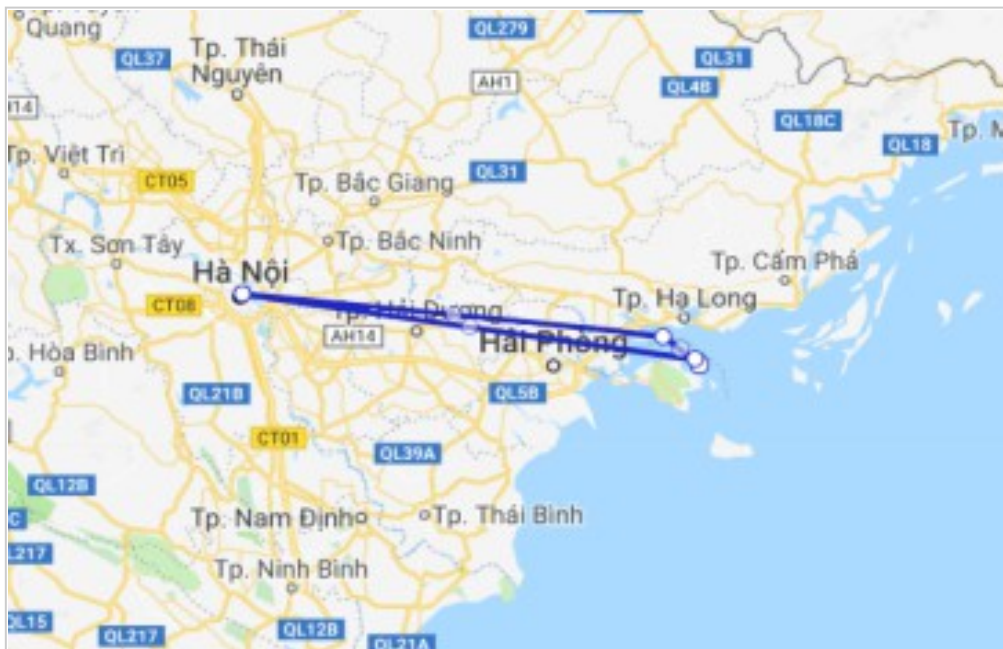 Quang
QL279
Tp. Thái
Nguyên
QL37
AH1
QL31
QL4B
H14
QL18C
QL18
Tp. M
Tp. Việt Trì
CT05
Tp. Bắc Giang
QL31
Tx. Sơn Tây
Tp. Bắc Ninh
Hà Nội
Tp. Cẩm Phả
CT08
Tp. Hải Dương
Tp. Hạ Long
AH14
Hải Phòng
p. Hòa Bình
QL21B
QL5B
CT01
QL39A
QL12B
C
Tp. Nam Định
Tp. Thái Bình
L217
Tp. Ninh Bình
QL15
QL217
QL12B
QL21A